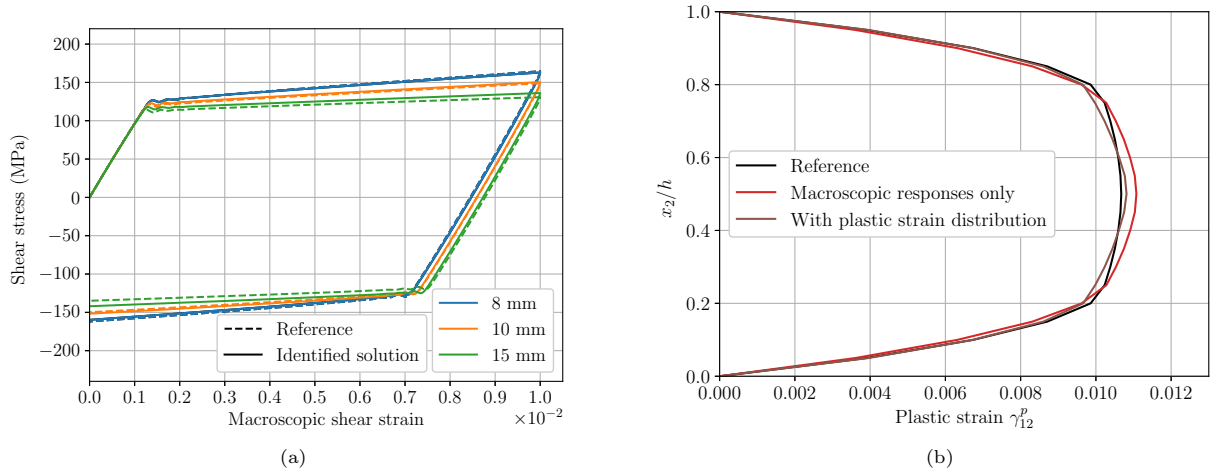 200
150
100
50
0
−50
−100
−150
−200
Shear stress (MPa)
0.0
0.1
0.2
0.3
0.4
0.5
0.6
0.7
0.8
0.9
1.0
×10⁻²
Macroscopic shear strain
Reference
Identified solution
8 mm
10 mm
15 mm
(a)
1.0
0.8
0.6
0.4
0.2
0.0
x₂/h
0.000
0.002
0.004
0.006
0.008
0.010
0.012
Plastic strain γ₁₂ᵖ
Reference
Macroscopic responses only
With plastic strain distribution
(b)